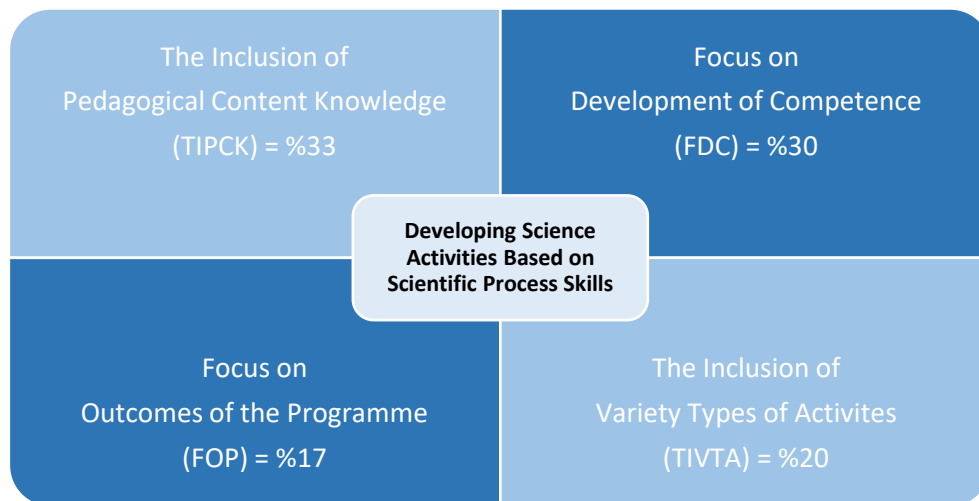 The Inclusion of
Pedagogical Content Knowledge
(TIPCK) = %33
Focus on
Development of Competence
(FDC) = %30
Developing Science
Activities Based on
Scientific Process Skills
Focus on
Outcomes of the Programme
(FOP) = %17
The Inclusion of
Variety Types of Activites
(TIVTA) = %20